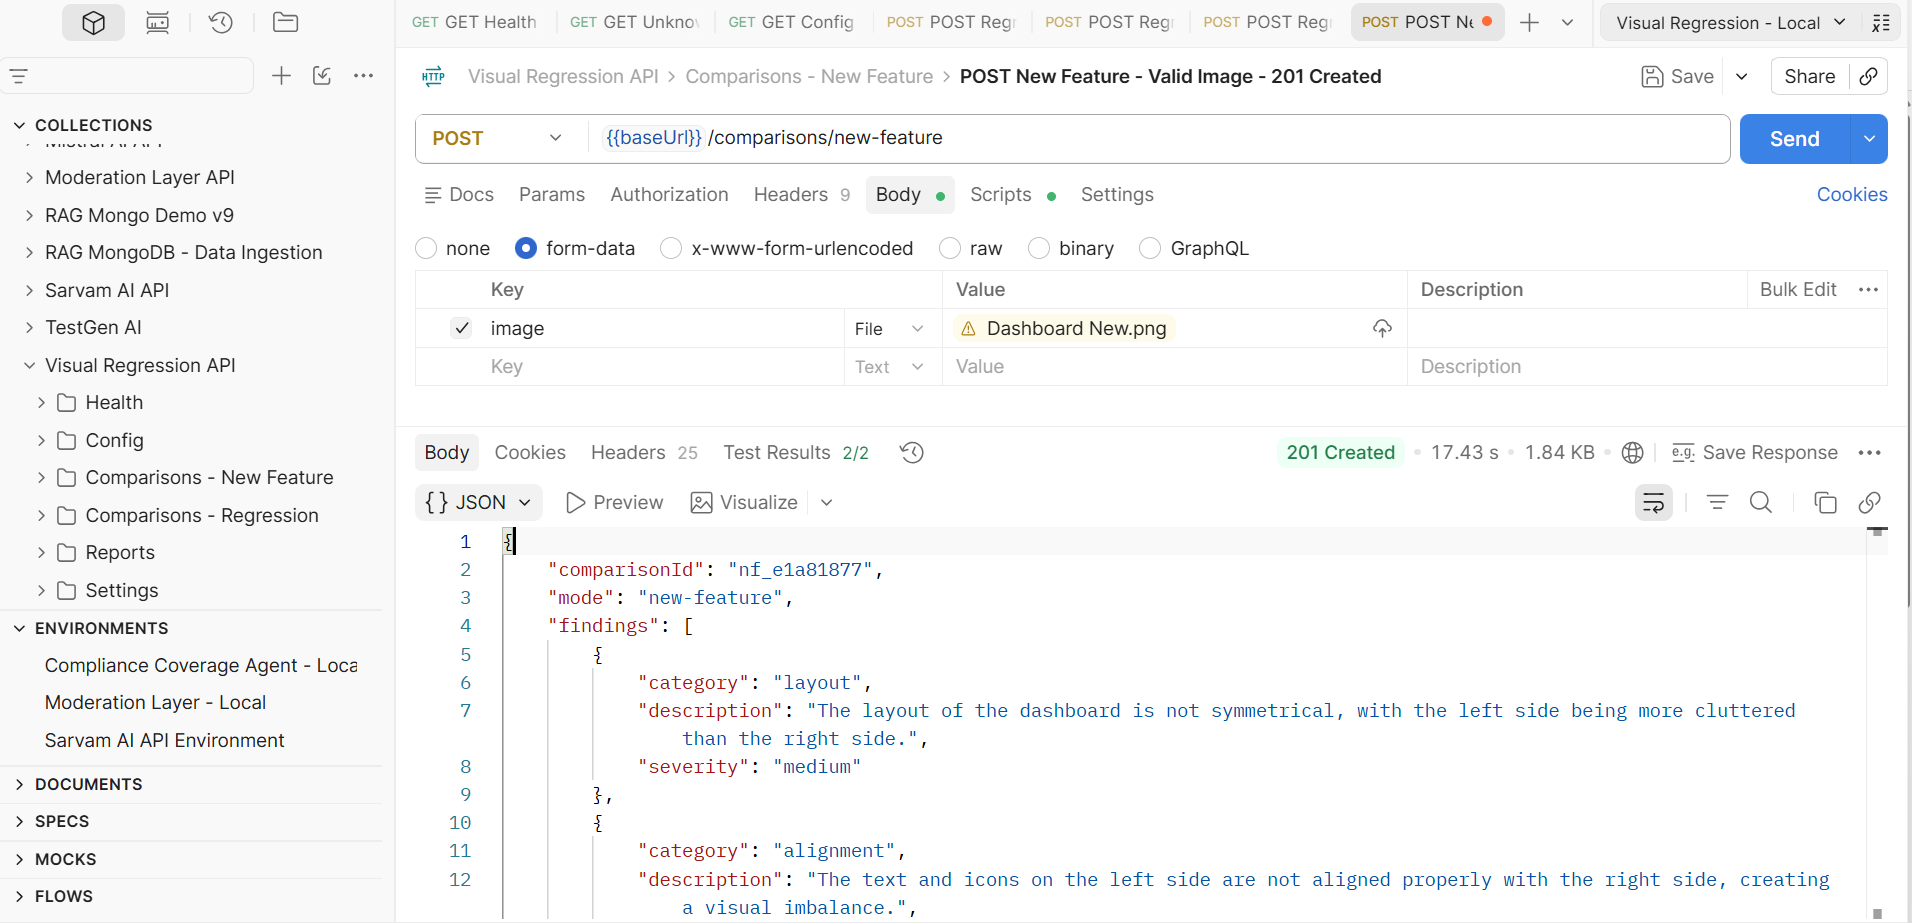 GET GET Health
GET GET Unkno
GET GET Config
POST POST Reg
POST POST Reg
POST POST Reg
POST POST Ne
Visual Regression - Local
HTTP Visual Regression API > Comparisons - New Feature > POST New Feature - Valid Image - 201 Created
Save
Share
COLLECTIONS
Moderation Layer API
RAG Mongo Demo v9
RAG MongoDB - Data Ingestion
Sarvam AI API
TestGen AI
Visual Regression API
Health
Config
Comparisons - New Feature
Comparisons - Regression
Reports
Settings
ENVIRONMENTS
Compliance Coverage Agent - Loca
Moderation Layer - Local
Sarvam AI API Environment
DOCUMENTS
SPECS
MOCKS
FLOWS
POST {{baseUrl}} /comparisons/new-feature
Send
Docs Params Authorization Headers 9 Body Scripts Settings
Cookies
none form-data x-www-form-urlencoded raw binary GraphQL
Key Value Description Bulk Edit
image File Dashboard New.png
Key Text Value Description
Body Cookies Headers 25 Test Results 2/2
201 Created 17.43 s 1.84 KB e.g. Save Response
{} JSON Preview Visualize
1 {
2 "comparisonId": "nf_e1a81877",
3 "mode": "new-feature",
4 "findings": [
5 {
6 "category": "layout",
7 "description": "The layout of the dashboard is not symmetrical, with the left side being more cluttered
than the right side.",
8 "severity": "medium"
9 },
10 {
11 "category": "alignment",
12 "description": "The text and icons on the left side are not aligned properly with the right side, creating
a visual imbalance.",